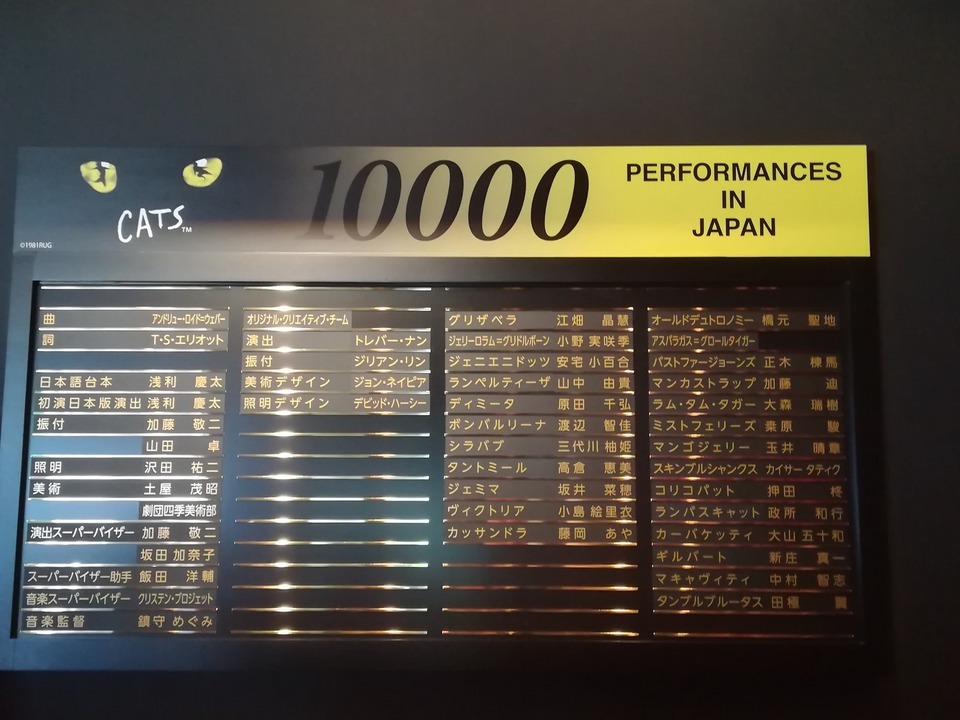 10000
PERFORMANCES
IN
JAPAN
CATS™
©1981RUG
曲 アンドリュー・ロイド=ウェバー
詞 T・S・エリオット
日本語台本 浅利 慶太
初演日本版演出 浅利 慶太
振付 加藤 敬二
山田 卓
照明 沢田 祐二
美術 土屋 茂昭
劇団四季美術部
演出スーパーバイザー 加藤 敬二
坂田 加奈子
スーパーバイザー助手 飯田 洋輔
音楽スーパーバイザー クリステン・ブロジェット
音楽監督 鎮守 めぐみ
オリジナル・クリエイティブ・チーム
演出 トレバー・ナン
振付 ジリアン・リン
美術デザイン ジョン・ネイピア
照明デザイン デビッド・ハーシー
グリザベラ 江畑 晶慧
ジェリーロラム=グリドルボーン 小野 実咲季
ジェニエニドッツ 安宅 小百合
ランペルティーザ 山中 由貴
ディミータ 原田 千弘
ボンバルリーナ 渡辺 智佳
シラバブ 三代川 柚姫
タントミール 高倉 恵美
ジェミマ 坂井 菜穂
ヴィクトリア 小島 絵里衣
カッサンドラ 藤岡 あや
オールドデュトロノミー 橋元 聖地
アスパラガス=グロールタイガー
バストファージョーンズ 正木 棟馬
マンカストラップ 加藤 迪
ラム・タム・タガー 大森 瑞樹
ミストフェリーズ 桒原 駿
マンゴジェリー 玉井 晴章
スキンブルシャンクス カイサー タティク
コリコパット 押田 柊
ランパスキャット 政所 和行
カーバケッティ 大山 五十和
ギルバート 新庄 真一
マキャヴィティ 中村 智志
タンブルブルータス 田極 翼